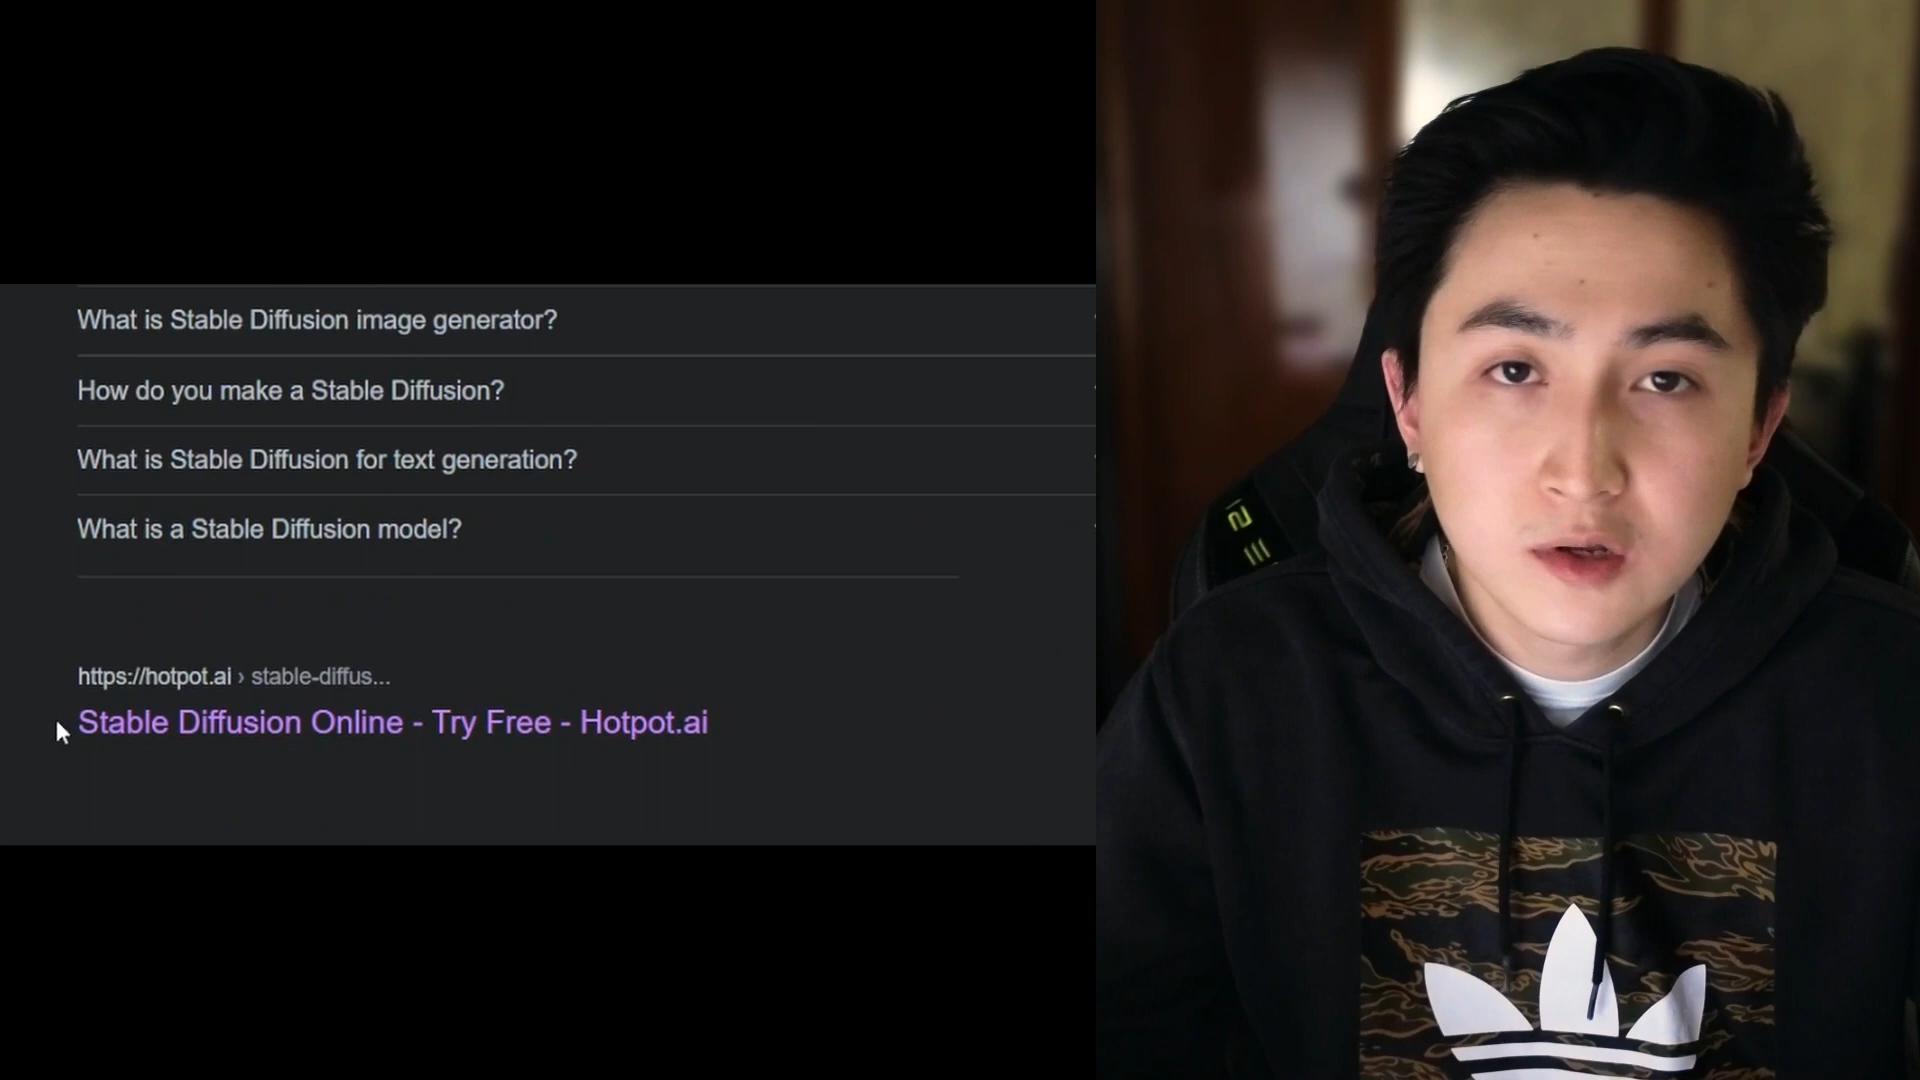 What is Stable Diffusion image generator?
How do you make a Stable Diffusion?
What is Stable Diffusion for text generation?
What is a Stable Diffusion model?
https://hotpot.ai › stable-diffus...
Stable Diffusion Online - Try Free - Hotpot.ai